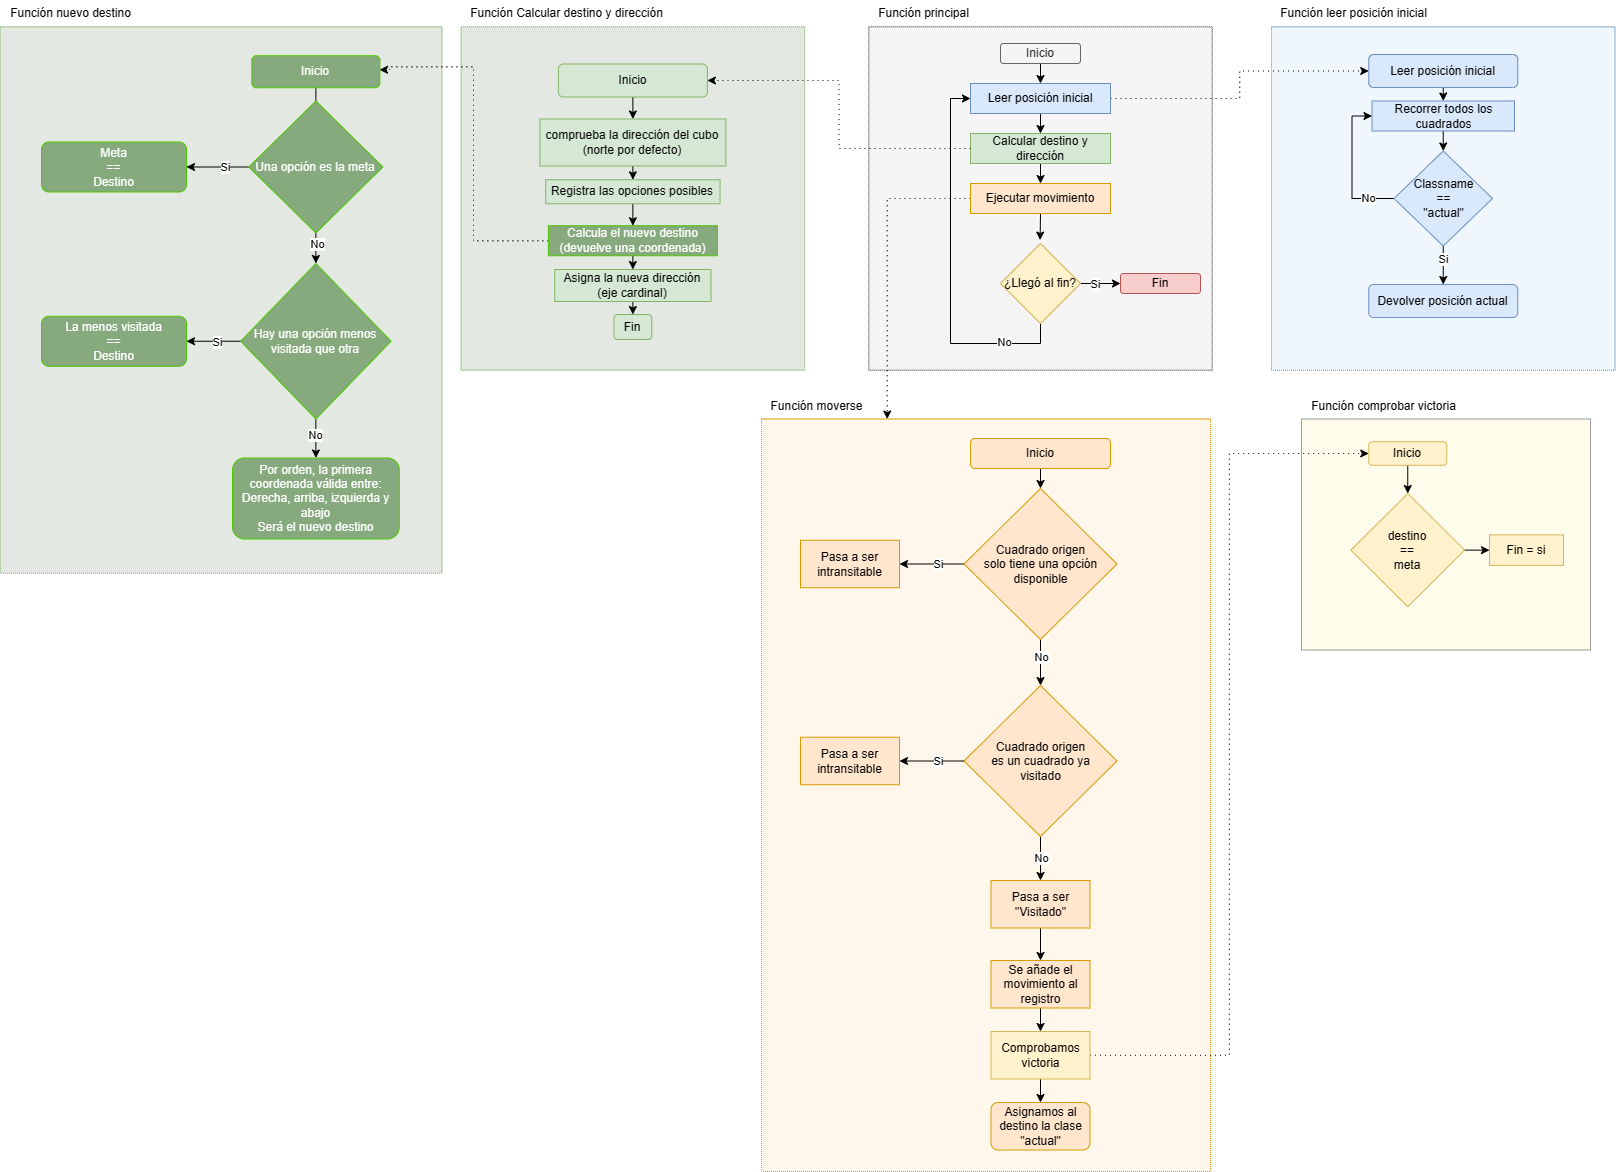 Función nuevo destino
Inicio
Una opción es la meta
Si
Meta
==
Destino
No
Hay una opción menos
visitada que otra
Si
La menos visitada
==
Destino
No
Por orden, la primera
coordenada válida entre:
Derecha, arriba, izquierda y
abajo
Será el nuevo destino
Función Calcular destino y dirección
Inicio
comprueba la dirección del cubo
(norte por defecto)
Registra las opciones posibles
Calcula el nuevo destino
(devuelve una coordenada)
Asigna la nueva dirección
(eje cardinal)
Fin
Función principal
Inicio
Leer posición inicial
Calcular destino y
dirección
Ejecutar movimiento
¿Llegó al fin?
Si
Fin
No
Función leer posición inicial
Leer posición inicial
Recorrer todos los
cuadrados
Classname
==
"actual"
No
Si
Devolver posición actual
Función moverse
Inicio
Cuadrado origen
solo tiene una opción
disponible
Si
Pasa a ser
intransitable
No
Cuadrado origen
es un cuadrado ya
visitado
Si
Pasa a ser
intransitable
No
Pasa a ser
"Visitado"
Se añade el
movimiento al
registro
Comprobamos
victoria
Asignamos al
destino la clase
"actual"
Función comprobar victoria
Inicio
destino
==
meta
Fin = si